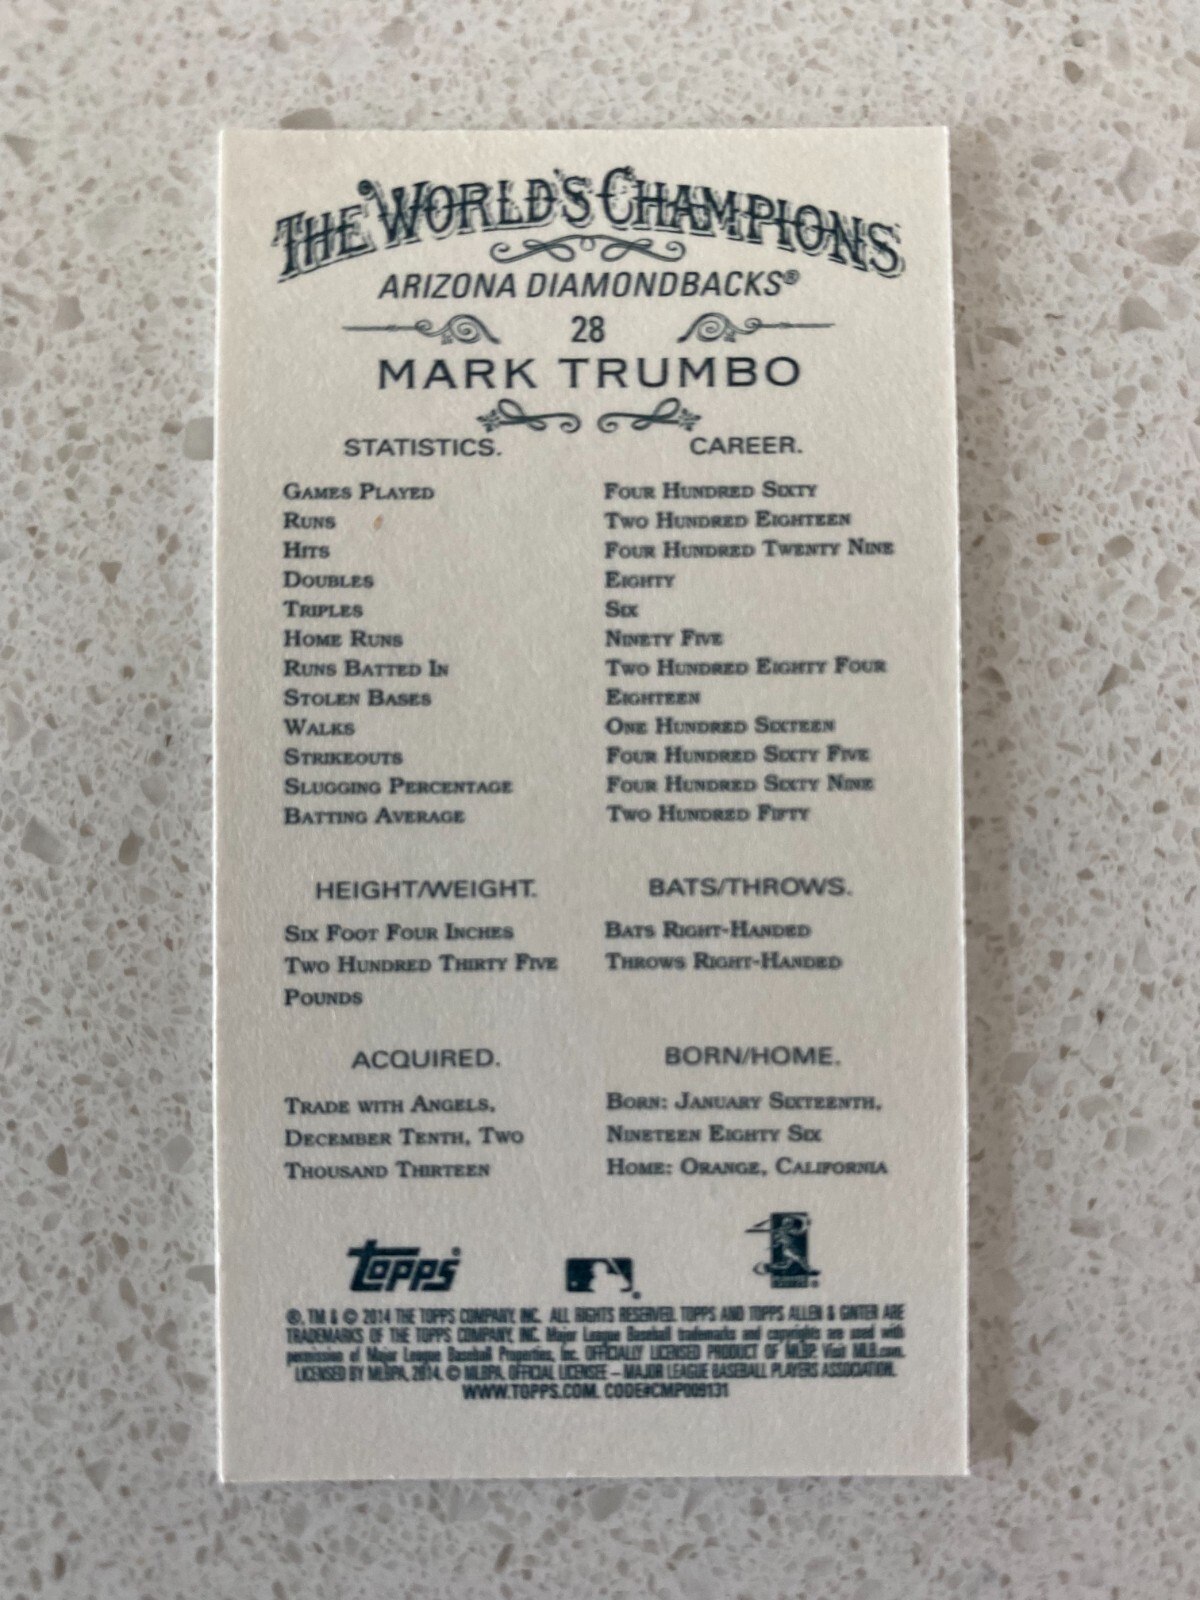 THE WORLD'S CHAMPIONS
ARIZONA DIAMONDBACKS®
28
MARK TRUMBO
STATISTICS. CAREER.
GAMES PLAYED FOUR HUNDRED SIXTY
RUNS TWO HUNDRED EIGHTEEN
HITS FOUR HUNDRED TWENTY NINE
DOUBLES EIGHTY
TRIPLES SIX
HOME RUNS NINETY FIVE
RUNS BATTED IN TWO HUNDRED EIGHTY FOUR
STOLEN BASES EIGHTEEN
WALKS ONE HUNDRED SIXTEEN
STRIKEOUTS FOUR HUNDRED SIXTY FIVE
SLUGGING PERCENTAGE FOUR HUNDRED SIXTY NINE
BATTING AVERAGE TWO HUNDRED FIFTY
HEIGHT/WEIGHT.
SIX FOOT FOUR INCHES
TWO HUNDRED THIRTY FIVE
POUNDS
BATS/THROWS.
BATS RIGHT-HANDED
THROWS RIGHT-HANDED
ACQUIRED.
TRADE WITH ANGELS,
DECEMBER TENTH, TWO
THOUSAND THIRTEEN
BORN/HOME.
BORN: JANUARY SIXTEENTH,
NINETEEN EIGHTY SIX
HOME: ORANGE, CALIFORNIA
Topps®
®, TM & © 2014 THE TOPPS COMPANY, INC. ALL RIGHTS RESERVED. TOPPS AND TOPPS ALLEN & GINTER ARE
TRADEMARKS OF THE TOPPS COMPANY, INC. Major League Baseball trademarks and copyrights are used with
permission of Major League Baseball Properties, Inc. OFFICIALLY LICENSED PRODUCT OF MLBP. Visit MLB.com.
LICENSED BY MLBPA, 2014. © MLBPA. OFFICIAL LICENSEE – MAJOR LEAGUE BASEBALL PLAYERS ASSOCIATION.
WWW.TOPPS.COM. CODE#CMP009131